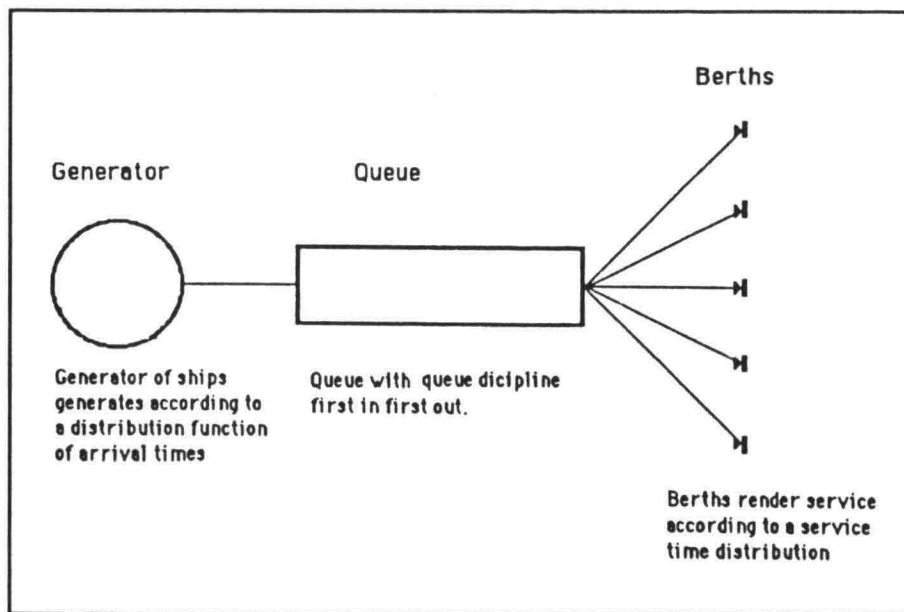 Berths
Generator
Queue
Generator of ships
generates according to
a distribution function
of arrival times
Queue with queue dicipline
first in first out.
Berths render service
according to a service
time distribution